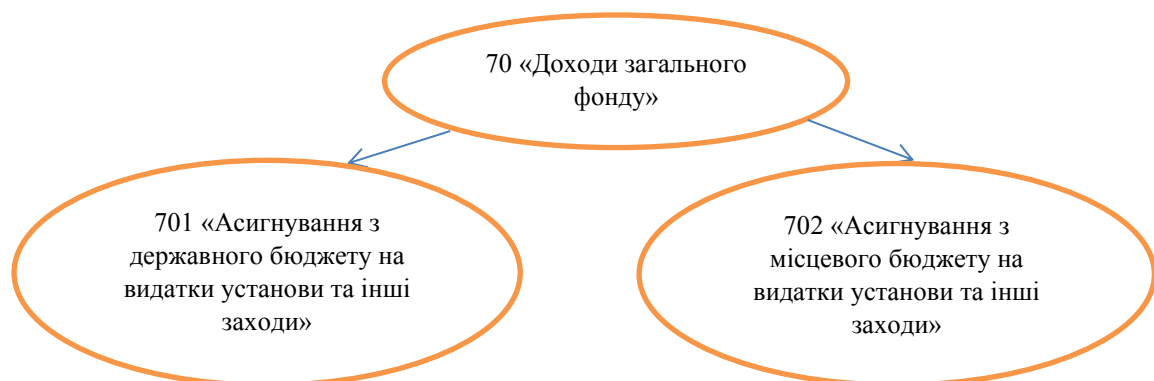 70 «Доходи загального
фонду»
701 «Асигнування з
державного бюджету на
видатки установи та інші
заходи»
702 «Асигнування з
місцевого бюджету на
видатки установи та інші
заходи»